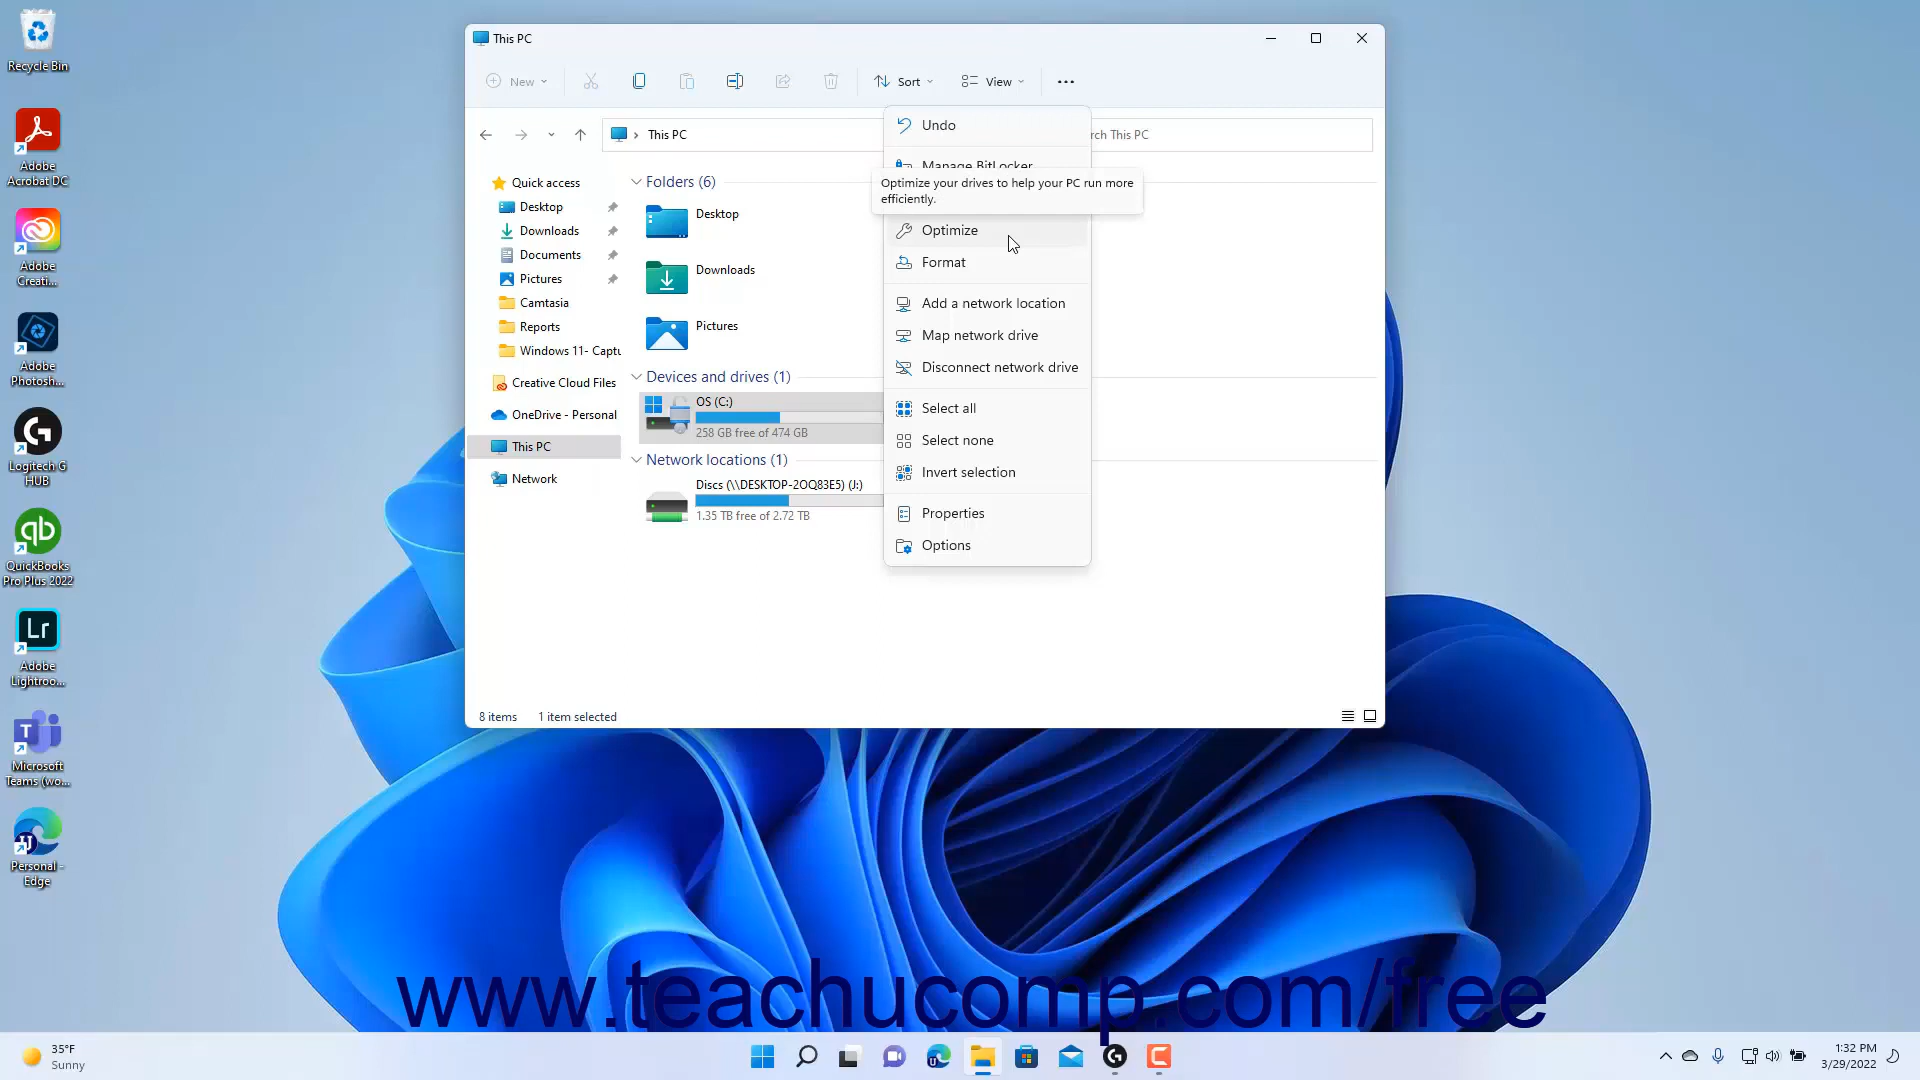 Recycle Bin
Adobe
Acrobat DC
Adobe
Creati...
Adobe
Photosh...
Logitech G
HUB
QuickBooks
Pro Plus 2022
Lr
Adobe
Lightroo...
Microsoft
Teams (wo...
Personal -
Edge
This PC
New
Sort
View
This PC
rch This PC
Quick access
Desktop
Downloads
Documents
Pictures
Camtasia
Reports
Windows 11- Captu
Creative Cloud Files
OneDrive - Personal
This PC
Network
Folders (6)
Desktop
Downloads
Pictures
Devices and drives (1)
OS (C:)
258 GB free of 474 GB
Network locations (1)
Discs (\\DESKTOP-2OQ83E5) (J:)
1.35 TB free of 2.72 TB
Undo
Manage BitLocker
Optimize your drives to help your PC run more
efficiently.
Optimize
Format
Add a network location
Map network drive
Disconnect network drive
Select all
Select none
Invert selection
Properties
Options
8 items
1 item selected
www.teachucomp.com/free
35°F
Sunny
1:32 PM
3/29/2022